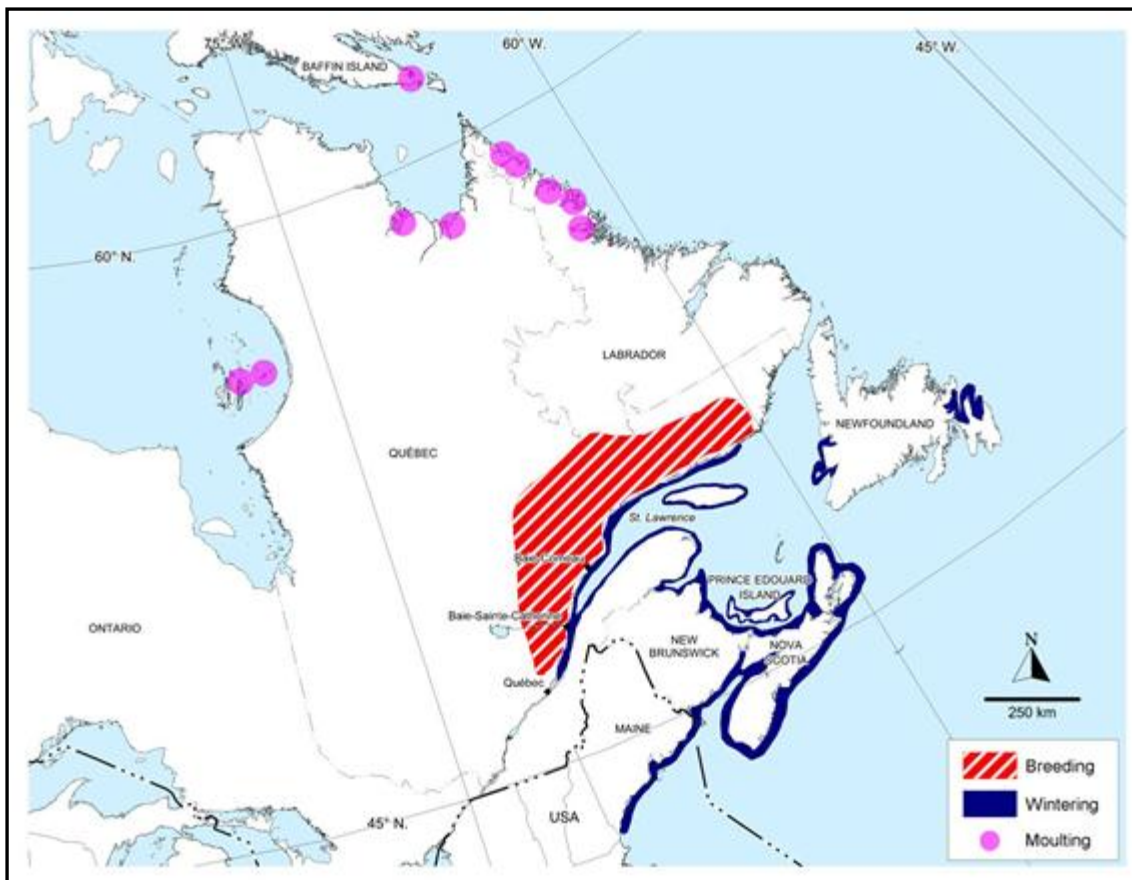 75° W.
60° W.
45° W.
BAFFIN ISLAND
60° N.
LABRADOR
NEWFOUNDLAND
QUÉBEC
St. Lawrence
Baie-Comeau
PRINCE EDOUARD
ISLAND
Baie-Sainte-Catherine
ONTARIO
NEW
BRUNSWICK
NOVA
SCOTIA
N
Québec
250 km
MAINE
Breeding
Wintering
USA
45° N.
Moulting